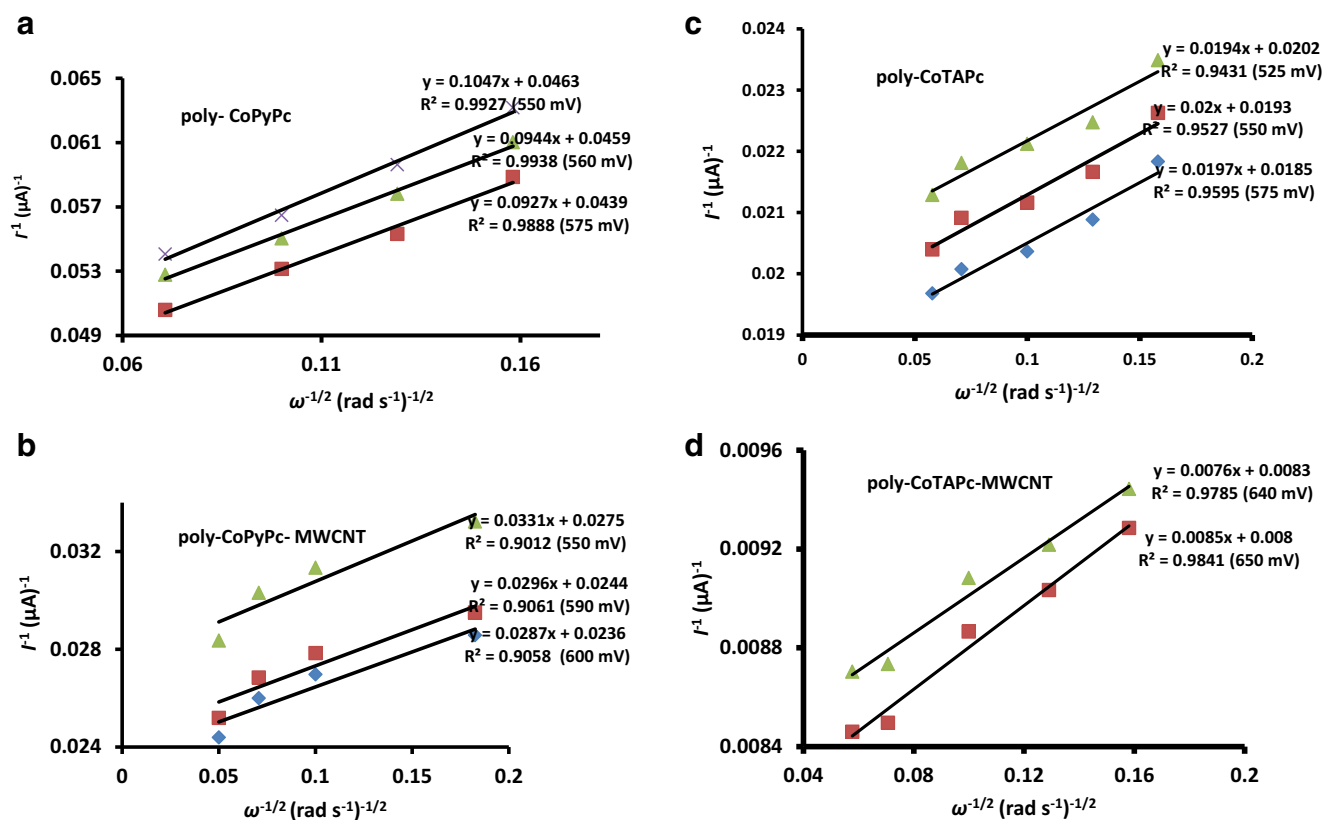 a
poly- CoPyPc
y = 0.1047x + 0.0463
R² = 0.9927 (550 mV)
y = 0.0944x + 0.0459
R² = 0.9938 (560 mV)
y = 0.0927x + 0.0439
R² = 0.9888 (575 mV)
0.065
0.061
0.057
0.053
0.049
0.06
0.11
0.16
I⁻¹ (µA)⁻¹
ω⁻¹/² (rad s⁻¹)⁻¹/²
b
poly-CoPyPc- MWCNT
y = 0.0331x + 0.0275
R² = 0.9012 (550 mV)
y = 0.0296x + 0.0244
R² = 0.9061 (590 mV)
y = 0.0287x + 0.0236
R² = 0.9058 (600 mV)
0.032
0.028
0.024
0
0.05
0.1
0.15
0.2
I⁻¹ (µA)⁻¹
ω⁻¹/² (rad s⁻¹)⁻¹/²
c
poly-CoTAPc
y = 0.0194x + 0.0202
R² = 0.9431 (525 mV)
y = 0.02x + 0.0193
R² = 0.9527 (550 mV)
y = 0.0197x + 0.0185
R² = 0.9595 (575 mV)
0.024
0.023
0.022
0.021
0.02
0.019
0
0.05
0.1
0.15
0.2
I⁻¹ (µA)⁻¹
ω⁻¹/² (rad s⁻¹)⁻¹/²
d
poly-CoTAPc-MWCNT
y = 0.0076x + 0.0083
R² = 0.9785 (640 mV)
y = 0.0085x + 0.008
R² = 0.9841 (650 mV)
0.0096
0.0092
0.0088
0.0084
0.04
0.08
0.12
0.16
0.2
I⁻¹ (µA)⁻¹
ω⁻¹/² (rad s⁻¹)⁻¹/²